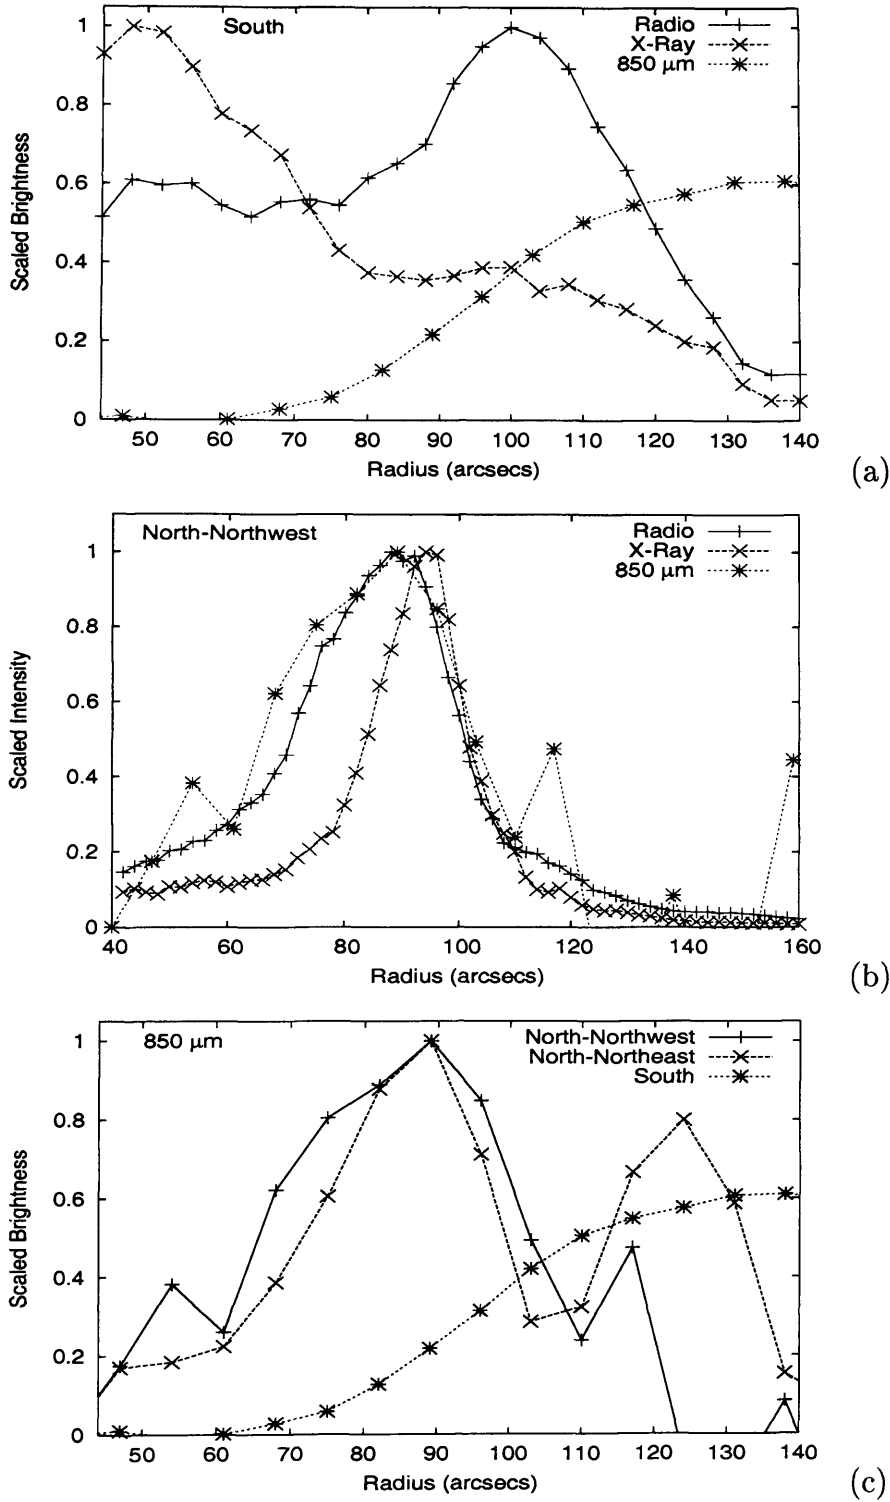 South
Radio
X-Ray
850 μm
1
0.8
0.6
0.4
0.2
0
Scaled Brightness
50 60 70 80 90 100 110 120 130 140
Radius (arcsecs)
(a)
North-Northwest
Radio
X-Ray
850 μm
1
0.8
0.6
0.4
0.2
0
Scaled Intensity
40 60 80 100 120 140 160
Radius (arcsecs)
(b)
850 μm
North-Northwest
North-Northeast
South
1
0.8
0.6
0.4
0.2
0
Scaled Brightness
50 60 70 80 90 100 110 120 130 140
Radius (arcsecs)
(c)